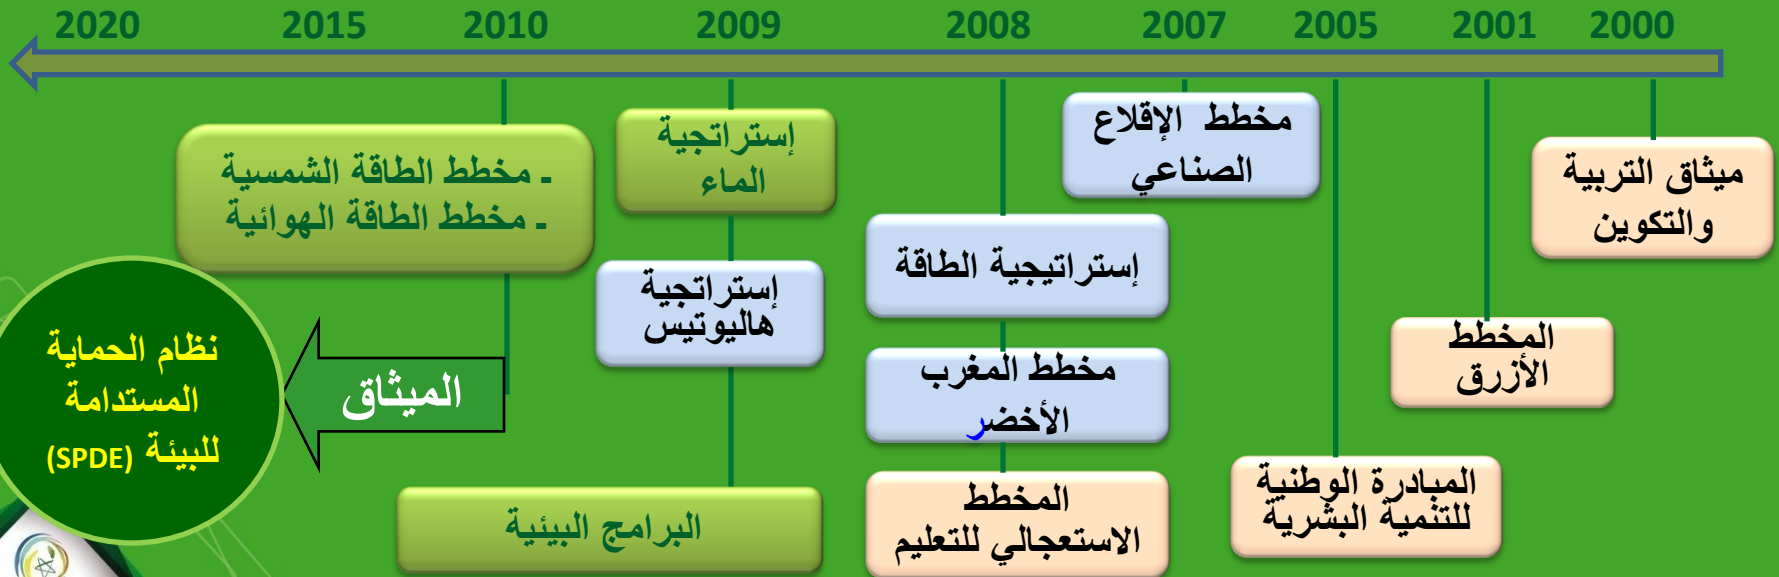 2000
2001
2005
2007
2008
2009
2010
2015
2020
ميثاق التربية
والتكوين
المخطط
الأزرق
المبادرة الوطنية
للتنمية البشرية
مخطط الإقلاع
الصناعي
إستراتيجية الطاقة
مخطط المغرب
الأخضر
المخطط
الاستعجالي للتعليم
إستراتجية
الماء
إستراتجية
هاليوتيس
البرامج البيئية
- مخطط الطاقة الشمسية
- مخطط الطاقة الهوائية
الميثاق
نظام الحماية
المستدامة
للبيئة (SPDE)